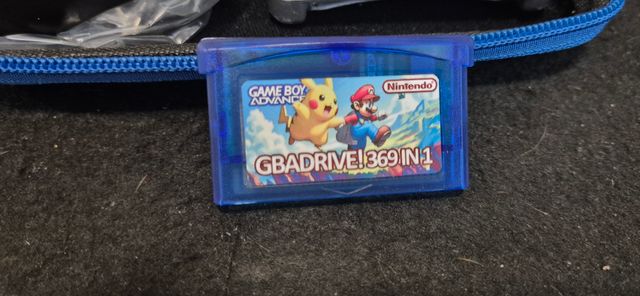 GAME BOY
ADVANCE
Nintendo
GBADRIVE! 369 IN 1